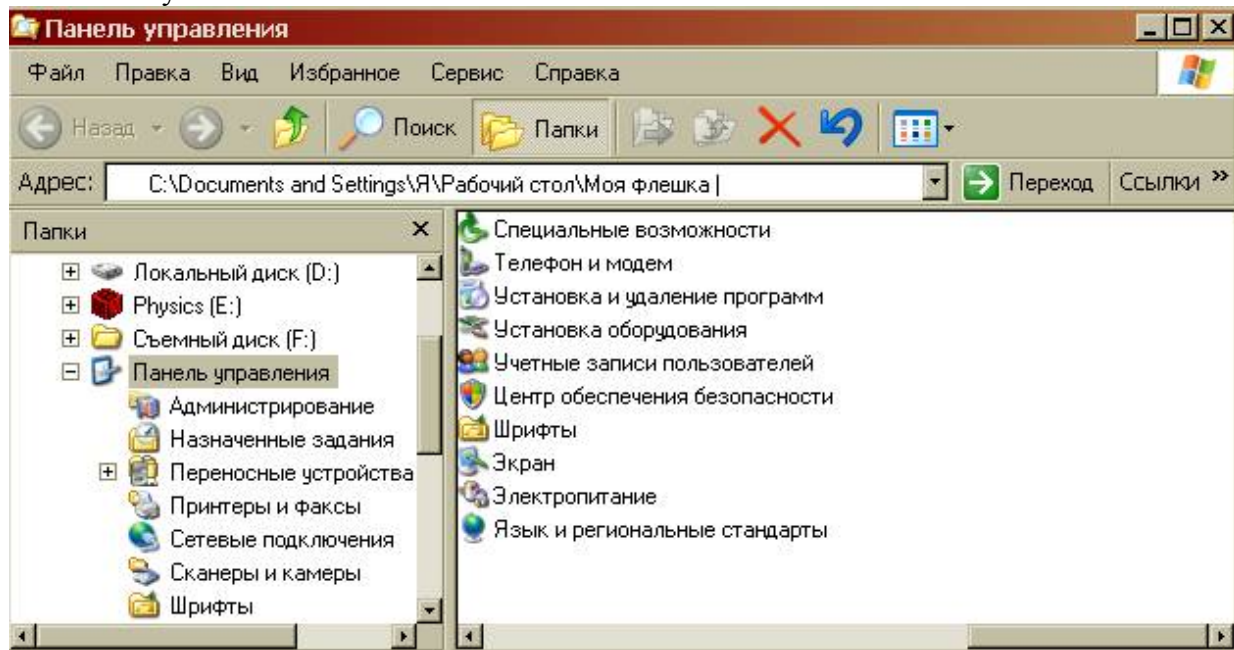 Панель управления
Файл Правка Вид Избранное Сервис Справка
Назад Поиск Папки
Адрес: C:\Documents and Settings\Я\Рабочий стол\Моя флешка Переход Ссылки »
Папки
Локальный диск (D:)
Physics (E:)
Съемный диск (F:)
Панель управления
Администрирование
Назначенные задания
Переносные устройства
Принтеры и факсы
Сетевые подключения
Сканеры и камеры
Шрифты
Специальные возможности
Телефон и модем
Установка и удаление программ
Установка оборудования
Учетные записи пользователей
Центр обеспечения безопасности
Шрифты
Экран
Электропитание
Язык и региональные стандарты